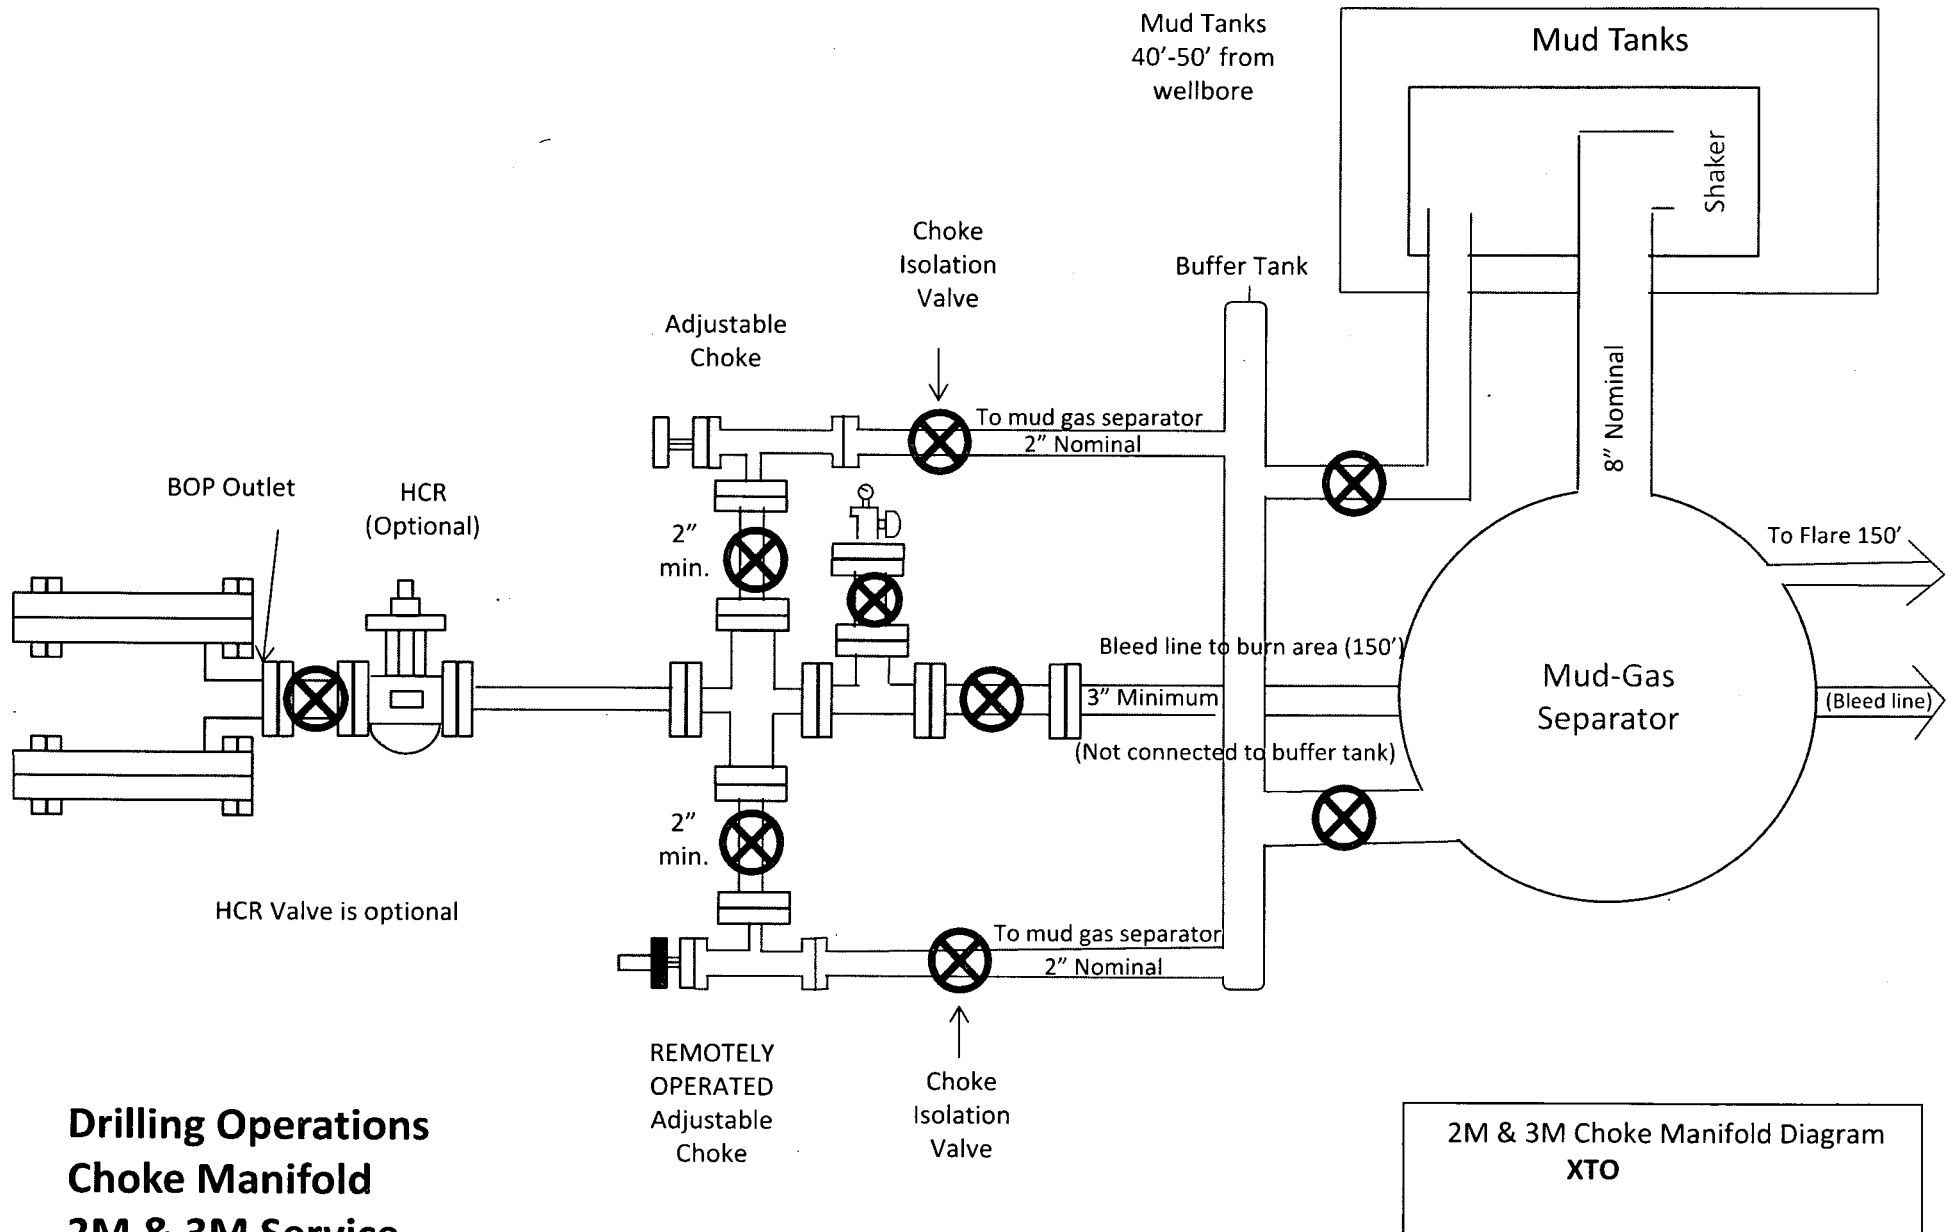 Mud Tanks
40’-50’ from
wellbore
Mud Tanks
Shaker
Choke
Isolation
Valve
Buffer Tank
Adjustable
Choke
8” Nominal
To mud gas separator
2” Nominal
BOP Outlet
HCR
(Optional)
2”
min.
To Flare 150’
Bleed line to burn area (150’)
3” Minimum
Mud-Gas
Separator
(Bleed line)
(Not connected to buffer tank)
2”
min.
HCR Valve is optional
To mud gas separator
2” Nominal
REMOTELY
OPERATED
Adjustable
Choke
Choke
Isolation
Valve
Drilling Operations
Choke Manifold
2M & 3M Service
2M & 3M Choke Manifold Diagram
XTO